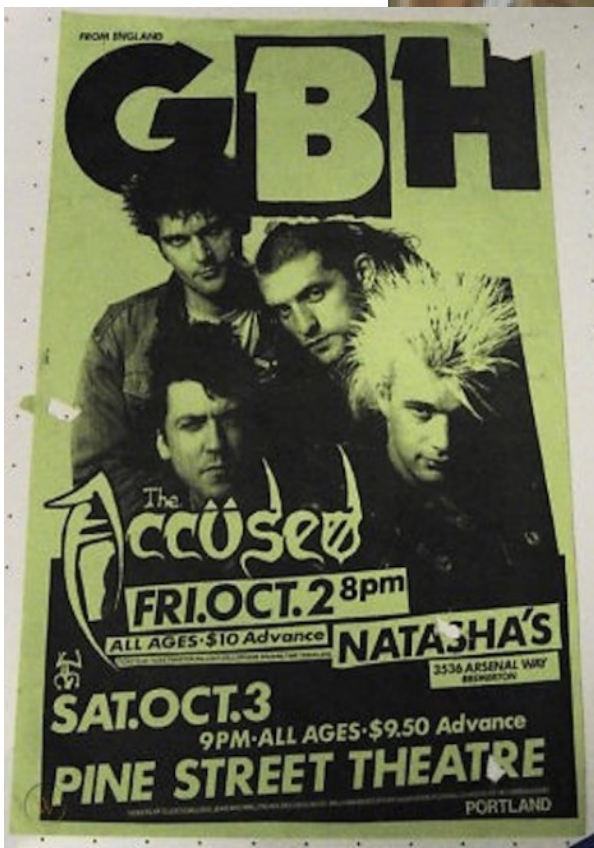 FROM ENGLAND
GBH
The
Accüsed
FRI.OCT.2 8pm
ALL AGES·$10 Advance
NATASHA'S
3536 ARSENAL WAY
BREMERTON
SAT.OCT.3
9PM·ALL AGES·$9.50 Advance
PINE STREET THEATRE
PORTLAND